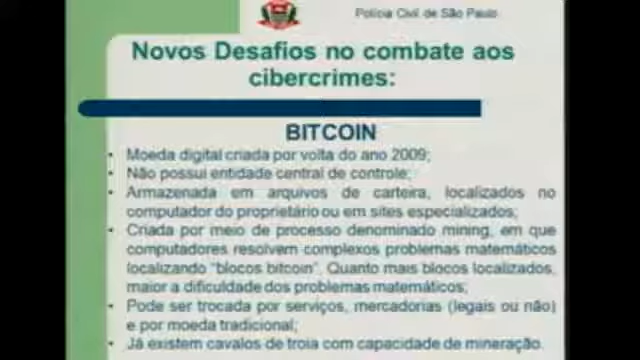 Polícia Civil de São Paulo
Novos Desafios no combate aos
cibercrimes:
BITCOIN
• Moeda digital criada por volta do ano 2009;
• Não possui entidade central de controle;
• Armazenada em arquivos de carteira, localizados no
computador do proprietário ou em sites especializados;
• Criada por meio de processo denominado mining, em que
computadores resolvem complexos problemas matemáticos
localizando "blocos bitcoin". Quanto mais blocos localizados,
maior a dificuldade dos problemas matemáticos;
• Pode ser trocada por serviços, mercadorias (legais ou não)
e por moeda tradicional;
• Já existem cavalos de troia com capacidade de mineração.